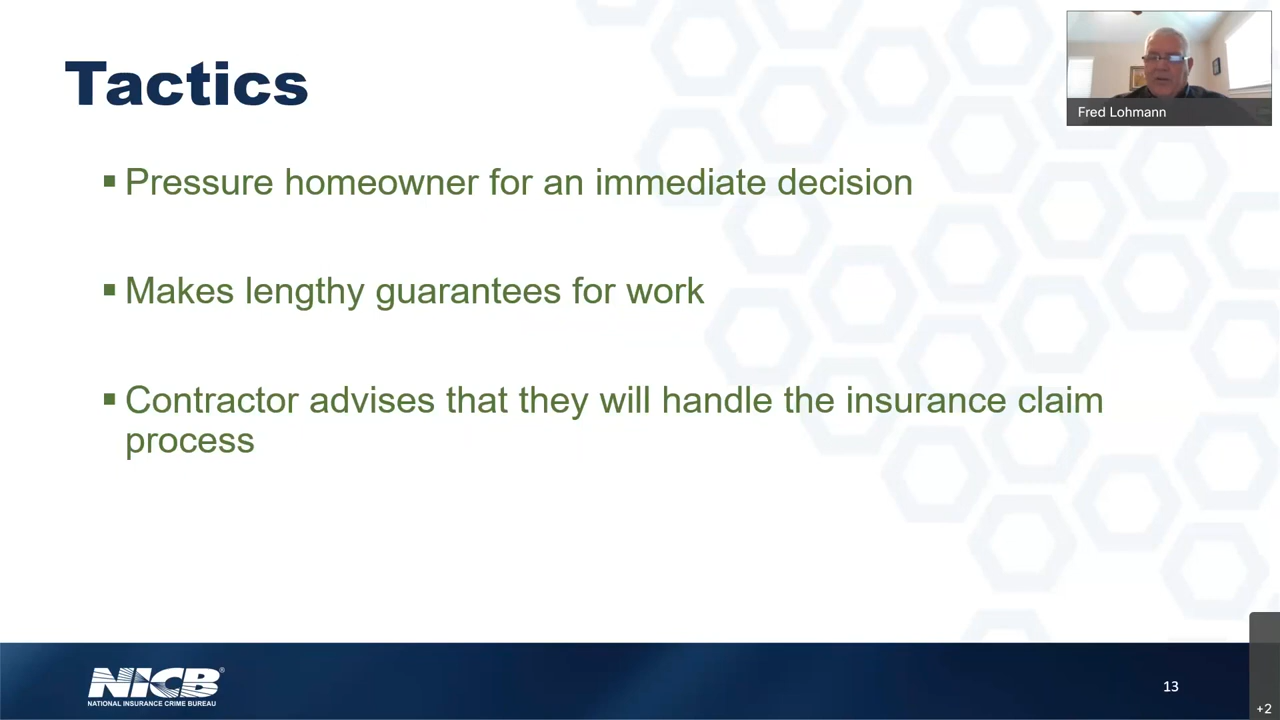 Tactics
Fred Lohmann
▪ Pressure homeowner for an immediate decision
▪ Makes lengthy guarantees for work
▪ Contractor advises that they will handle the insurance claim
process
NICB®
NATIONAL INSURANCE CRIME BUREAU
13
+2